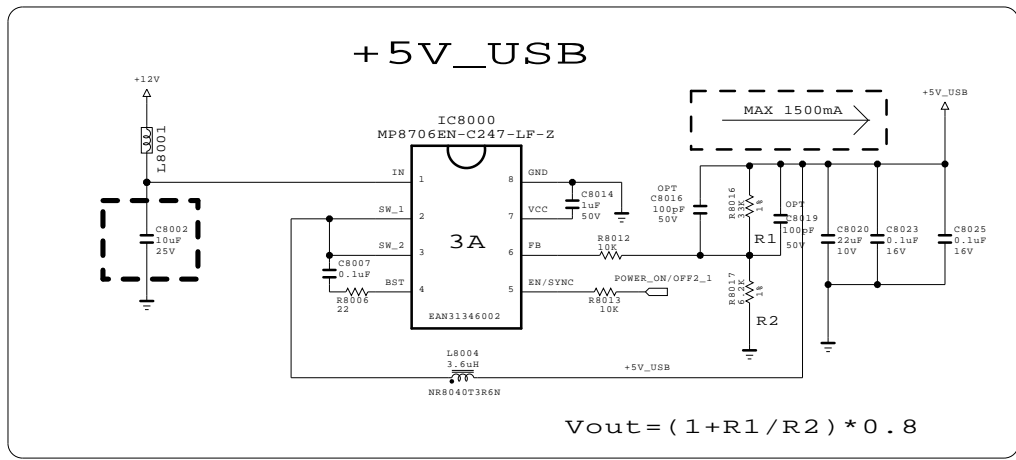 +5V_USB
+12V
L8001
C8002
10uF
25V
IC8000
MP8706EN-C247-LF-Z
IN
1
SW_1
2
SW_2
3
BST
4
3A
8
GND
7
VCC
6
FB
5
EN/SYNC
EAN31346002
C8007
0.1uF
R8006
22
C8014
1uF
50V
R8012
10K
R8013
10K
POWER_ON/OFF2_1
MAX 1500mA
OPT
C8016
100pF
50V
R8016
33K
1%
R1
OPT
C8019
100pF
50V
R8017
6.2K
1%
R2
C8020
22uF
10V
C8023
0.1uF
16V
C8025
0.1uF
16V
+5V_USB
L8004
3.6uH
NR8040T3R6N
+5V_USB
Vout=(1+R1/R2)*0.8